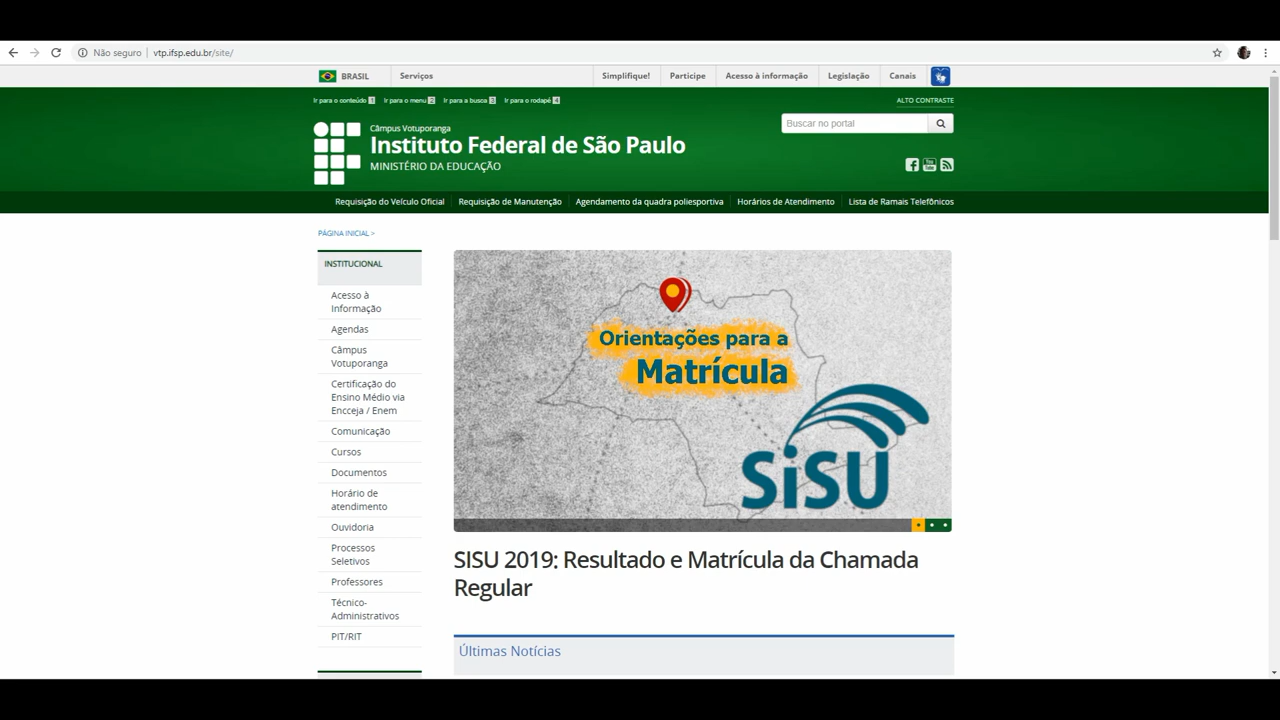 Não seguro | vtp.ifsp.edu.br/site/
BRASIL Serviços Simplifique! Participe Acesso à informação Legislação Canais
Ir para o conteúdo 1 Ir para o menu 2 Ir para a busca 3 Ir para o rodapé 4 ALTO CONTRASTE
Câmpus Votuporanga
Instituto Federal de São Paulo
MINISTÉRIO DA EDUCAÇÃO
Buscar no portal
You Tube
Requisição do Veículo Oficial Requisição de Manutenção Agendamento da quadra poliesportiva Horários de Atendimento Lista de Ramais Telefônicos
PÁGINA INICIAL >
INSTITUCIONAL
Acesso à
Informação
Agendas
Câmpus
Votuporanga
Certificação do
Ensino Médio via
Encceja / Enem
Comunicação
Cursos
Documentos
Horário de
atendimento
Ouvidoria
Processos
Seletivos
Professores
Técnico-
Administrativos
PIT/RIT
Orientações para a
Matrícula
SiSU
SISU 2019: Resultado e Matrícula da Chamada
Regular
Últimas Notícias